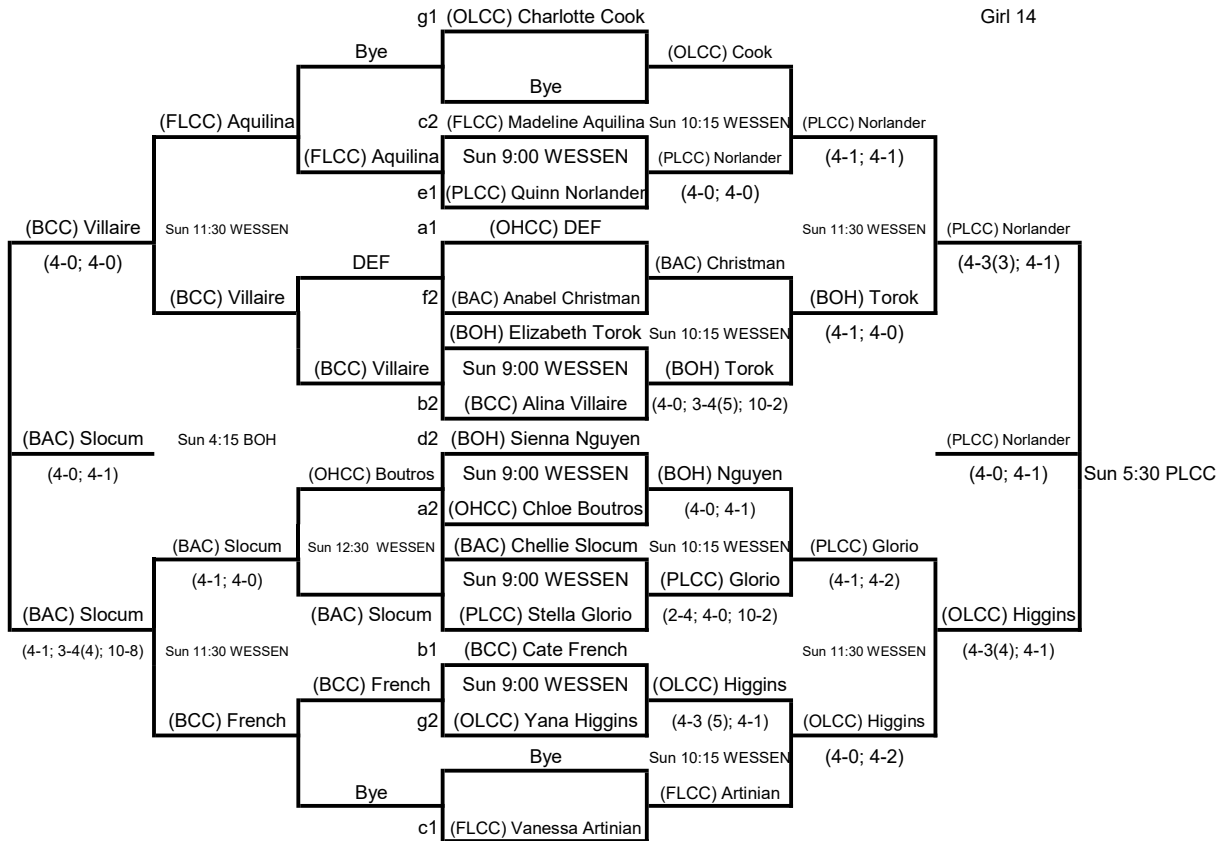 g1 (OLCC) Charlotte Cook Girl 14
Bye (OLCC) Cook
Bye
(FLCC) Aquilina c2 (FLCC) Madeline Aquilina Sun 10:15 WESSEN (PLCC) Norlander
(FLCC) Aquilina Sun 9:00 WESSEN (PLCC) Norlander (4-1; 4-1)
e1 (PLCC) Quinn Norlander (4-0; 4-0)
(BCC) Villaire Sun 11:30 WESSEN a1 (OHCC) DEF Sun 11:30 WESSEN (PLCC) Norlander
(4-0; 4-0) DEF (BAC) Christman (4-3(3); 4-1)
(BCC) Villaire f2 (BAC) Anabel Christman (BOH) Torok
(BOH) Elizabeth Torok Sun 10:15 WESSEN (4-1; 4-0)
(BCC) Villaire Sun 9:00 WESSEN (BOH) Torok
b2 (BCC) Alina Villaire (4-0; 3-4(5); 10-2)
(BAC) Slocum Sun 4:15 BOH d2 (BOH) Sienna Nguyen (PLCC) Norlander
(4-0; 4-1) (OHCC) Boutros Sun 9:00 WESSEN (BOH) Nguyen (4-0; 4-1) Sun 5:30 PLCC
a2 (OHCC) Chloe Boutros (4-0; 4-1)
(BAC) Slocum Sun 12:30 WESSEN (BAC) Chellie Slocum Sun 10:15 WESSEN (PLCC) Glorio
(4-1; 4-0) Sun 9:00 WESSEN (PLCC) Glorio (4-1; 4-2)
(BAC) Slocum (BAC) Slocum (PLCC) Stella Glorio (2-4; 4-0; 10-2) (OLCC) Higgins
(4-1; 3-4(4); 10-8) Sun 11:30 WESSEN b1 (BCC) Cate French Sun 11:30 WESSEN (4-3(4); 4-1)
(BCC) French Sun 9:00 WESSEN (OLCC) Higgins
(BCC) French g2 (OLCC) Yana Higgins (4-3 (5); 4-1) (OLCC) Higgins
Bye Sun 10:15 WESSEN (4-0; 4-2)
Bye (FLCC) Artinian
c1 (FLCC) Vanessa Artinian